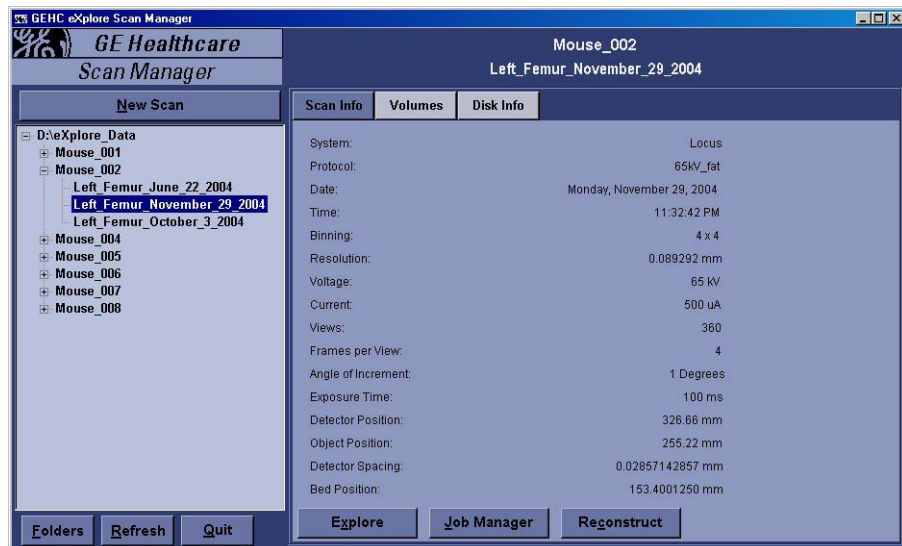 GEHC eXplore Scan Manager
GE Healthcare
Scan Manager
Mouse_002
Left_Femur_November_29_2004
New Scan
D:\eXplore_Data
Mouse_001
Mouse_002
Left_Femur_June_22_2004
Left_Femur_November_29_2004
Left_Femur_October_3_2004
Mouse_004
Mouse_005
Mouse_006
Mouse_007
Mouse_008
Folders Refresh Quit
Scan Info Volumes Disk Info
System: Locus
Protocol: 65kV_fat
Date: Monday, November 29, 2004
Time: 11:32:42 PM
Binning: 4 x 4
Resolution: 0.089292 mm
Voltage: 65 kV
Current: 500 uA
Views: 360
Frames per View: 4
Angle of Increment: 1 Degrees
Exposure Time: 100 ms
Detector Position: 326.66 mm
Object Position: 255.22 mm
Detector Spacing: 0.02857142857 mm
Bed Position: 153.4001250 mm
Explore Job Manager Reconstruct